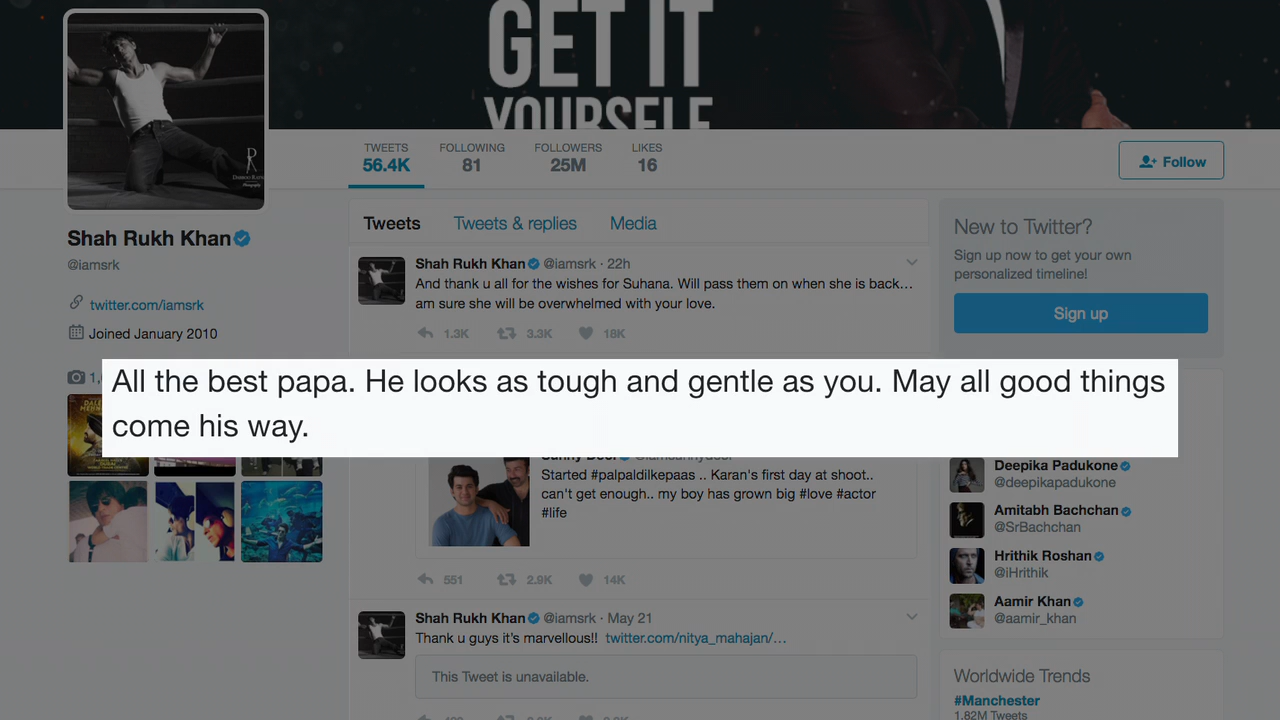 GET IT
YOURSELF
TWEETS
56.4K
FOLLOWING
81
FOLLOWERS
25M
LIKES
16
Follow
Shah Rukh Khan
@iamsrk
twitter.com/iamsrk
Joined January 2010
Tweets
Tweets & replies
Media
Shah Rukh Khan @iamsrk · 22h
And thank u all for the wishes for Suhana. Will pass them on when she is back…
am sure she will be overwhelmed with your love.
1.3K
3.3K
18K
All the best papa. He looks as tough and gentle as you. May all good things
come his way.
Started #palpaldilkepaas .. Karan's first day at shoot..
can't get enough.. my boy has grown big #love #actor
#life
551
2.9K
14K
Shah Rukh Khan @iamsrk · May 21
Thank u guys it's marvellous!! twitter.com/nitya_mahajan/…
This Tweet is unavailable.
New to Twitter?
Sign up now to get your own
personalized timeline!
Sign up
Deepika Padukone
@deepikapadukone
Amitabh Bachchan
@SrBachchan
Hrithik Roshan
@iHrithik
Aamir Khan
@aamir_khan
Worldwide Trends
#Manchester
1.82M Tweets